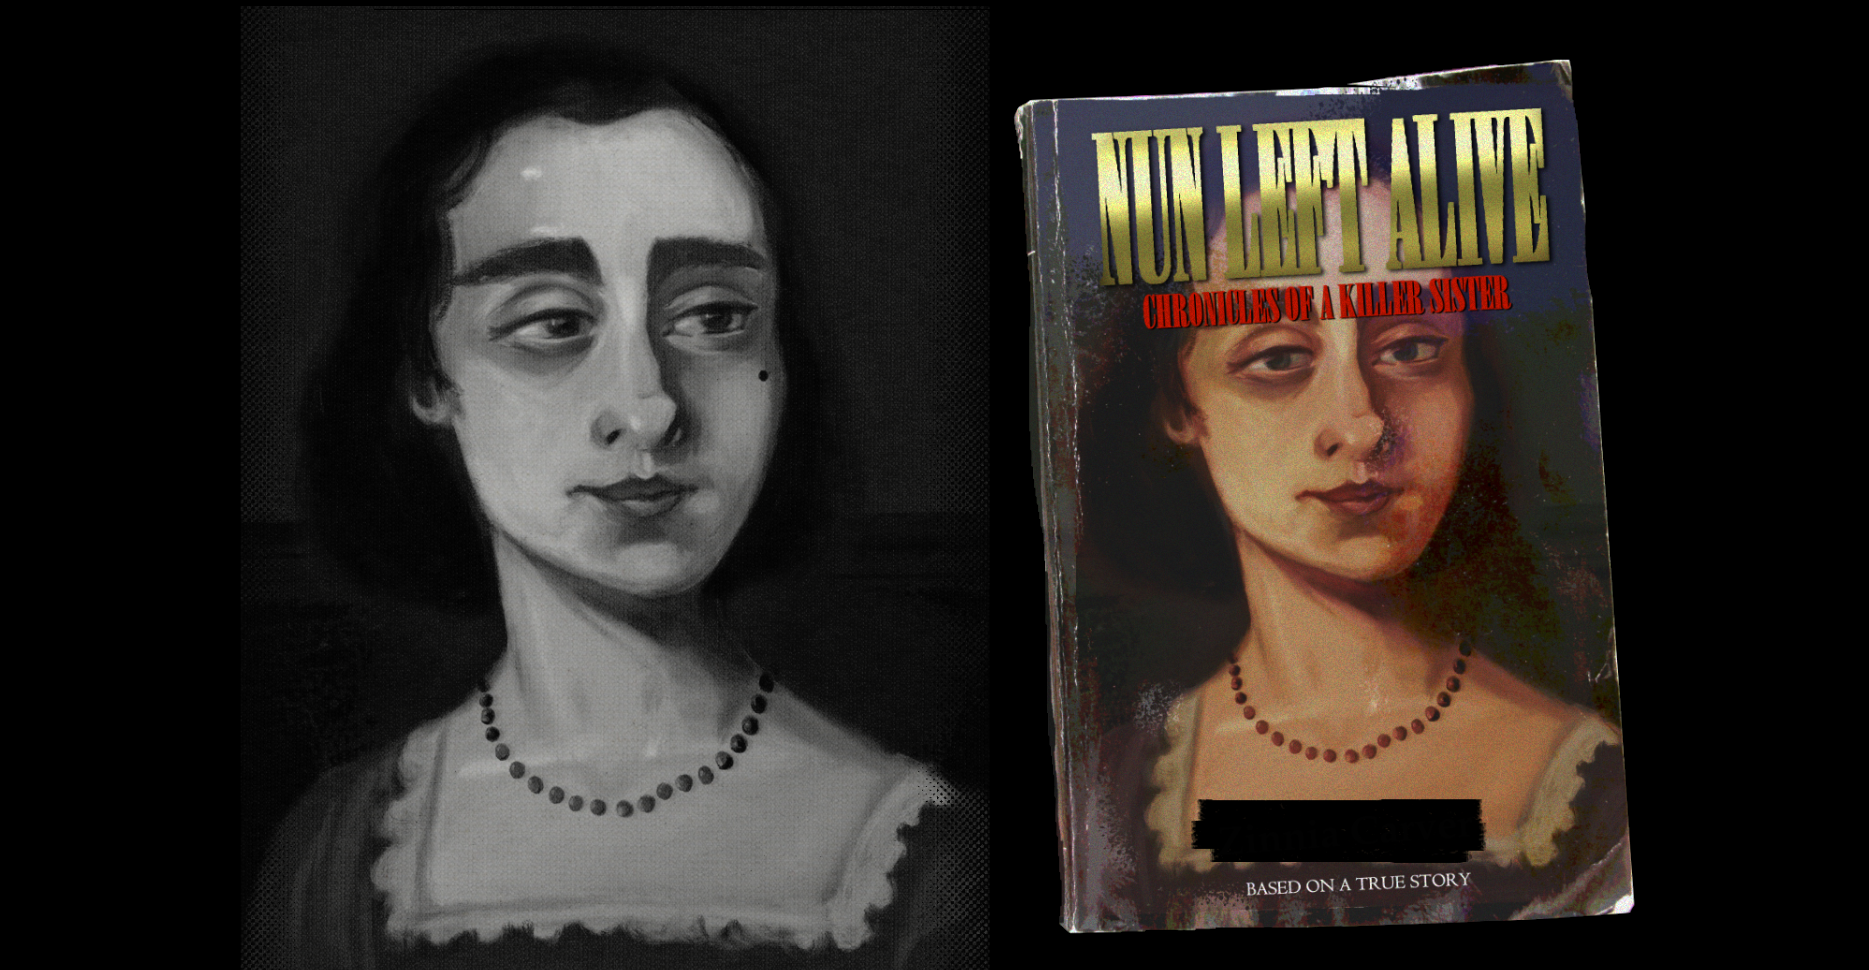 NUN LEFT ALIVE
CHRONICLES OF A KILLER SISTER
BASED ON A TRUE STORY